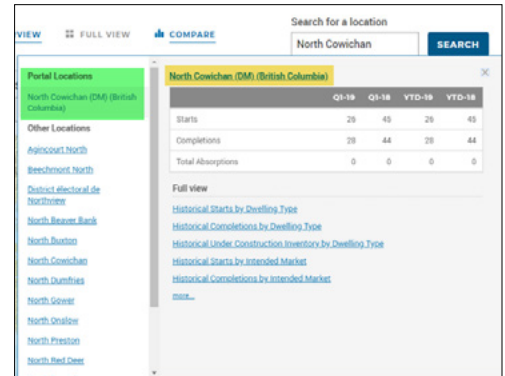 Search for a location
VIEW FULL VIEW COMPARE
North Cowichan SEARCH
Portal Locations
North Cowichan (DM) (British
Columbia)
Other Locations
Agincourt North
Beechmont North
District électoral de
Northview
North Beaver Bank
North Buxton
North Cowichan
North Dumfries
North Gower
North Onslow
North Preston
North Red Deer
North Cowichan (DM) (British Columbia)
Q1-19 Q1-18 YTD-19 YTD-18
Starts 26 45 26 45
Completions 28 44 28 44
Total Absorptions 0 0 0 0
Full view
Historical Starts by Dwelling Type
Historical Completions by Dwelling Type
Historical Under Construction Inventory by Dwelling Type
Historical Starts by Intended Market
Historical Completions by Intended Market
more...